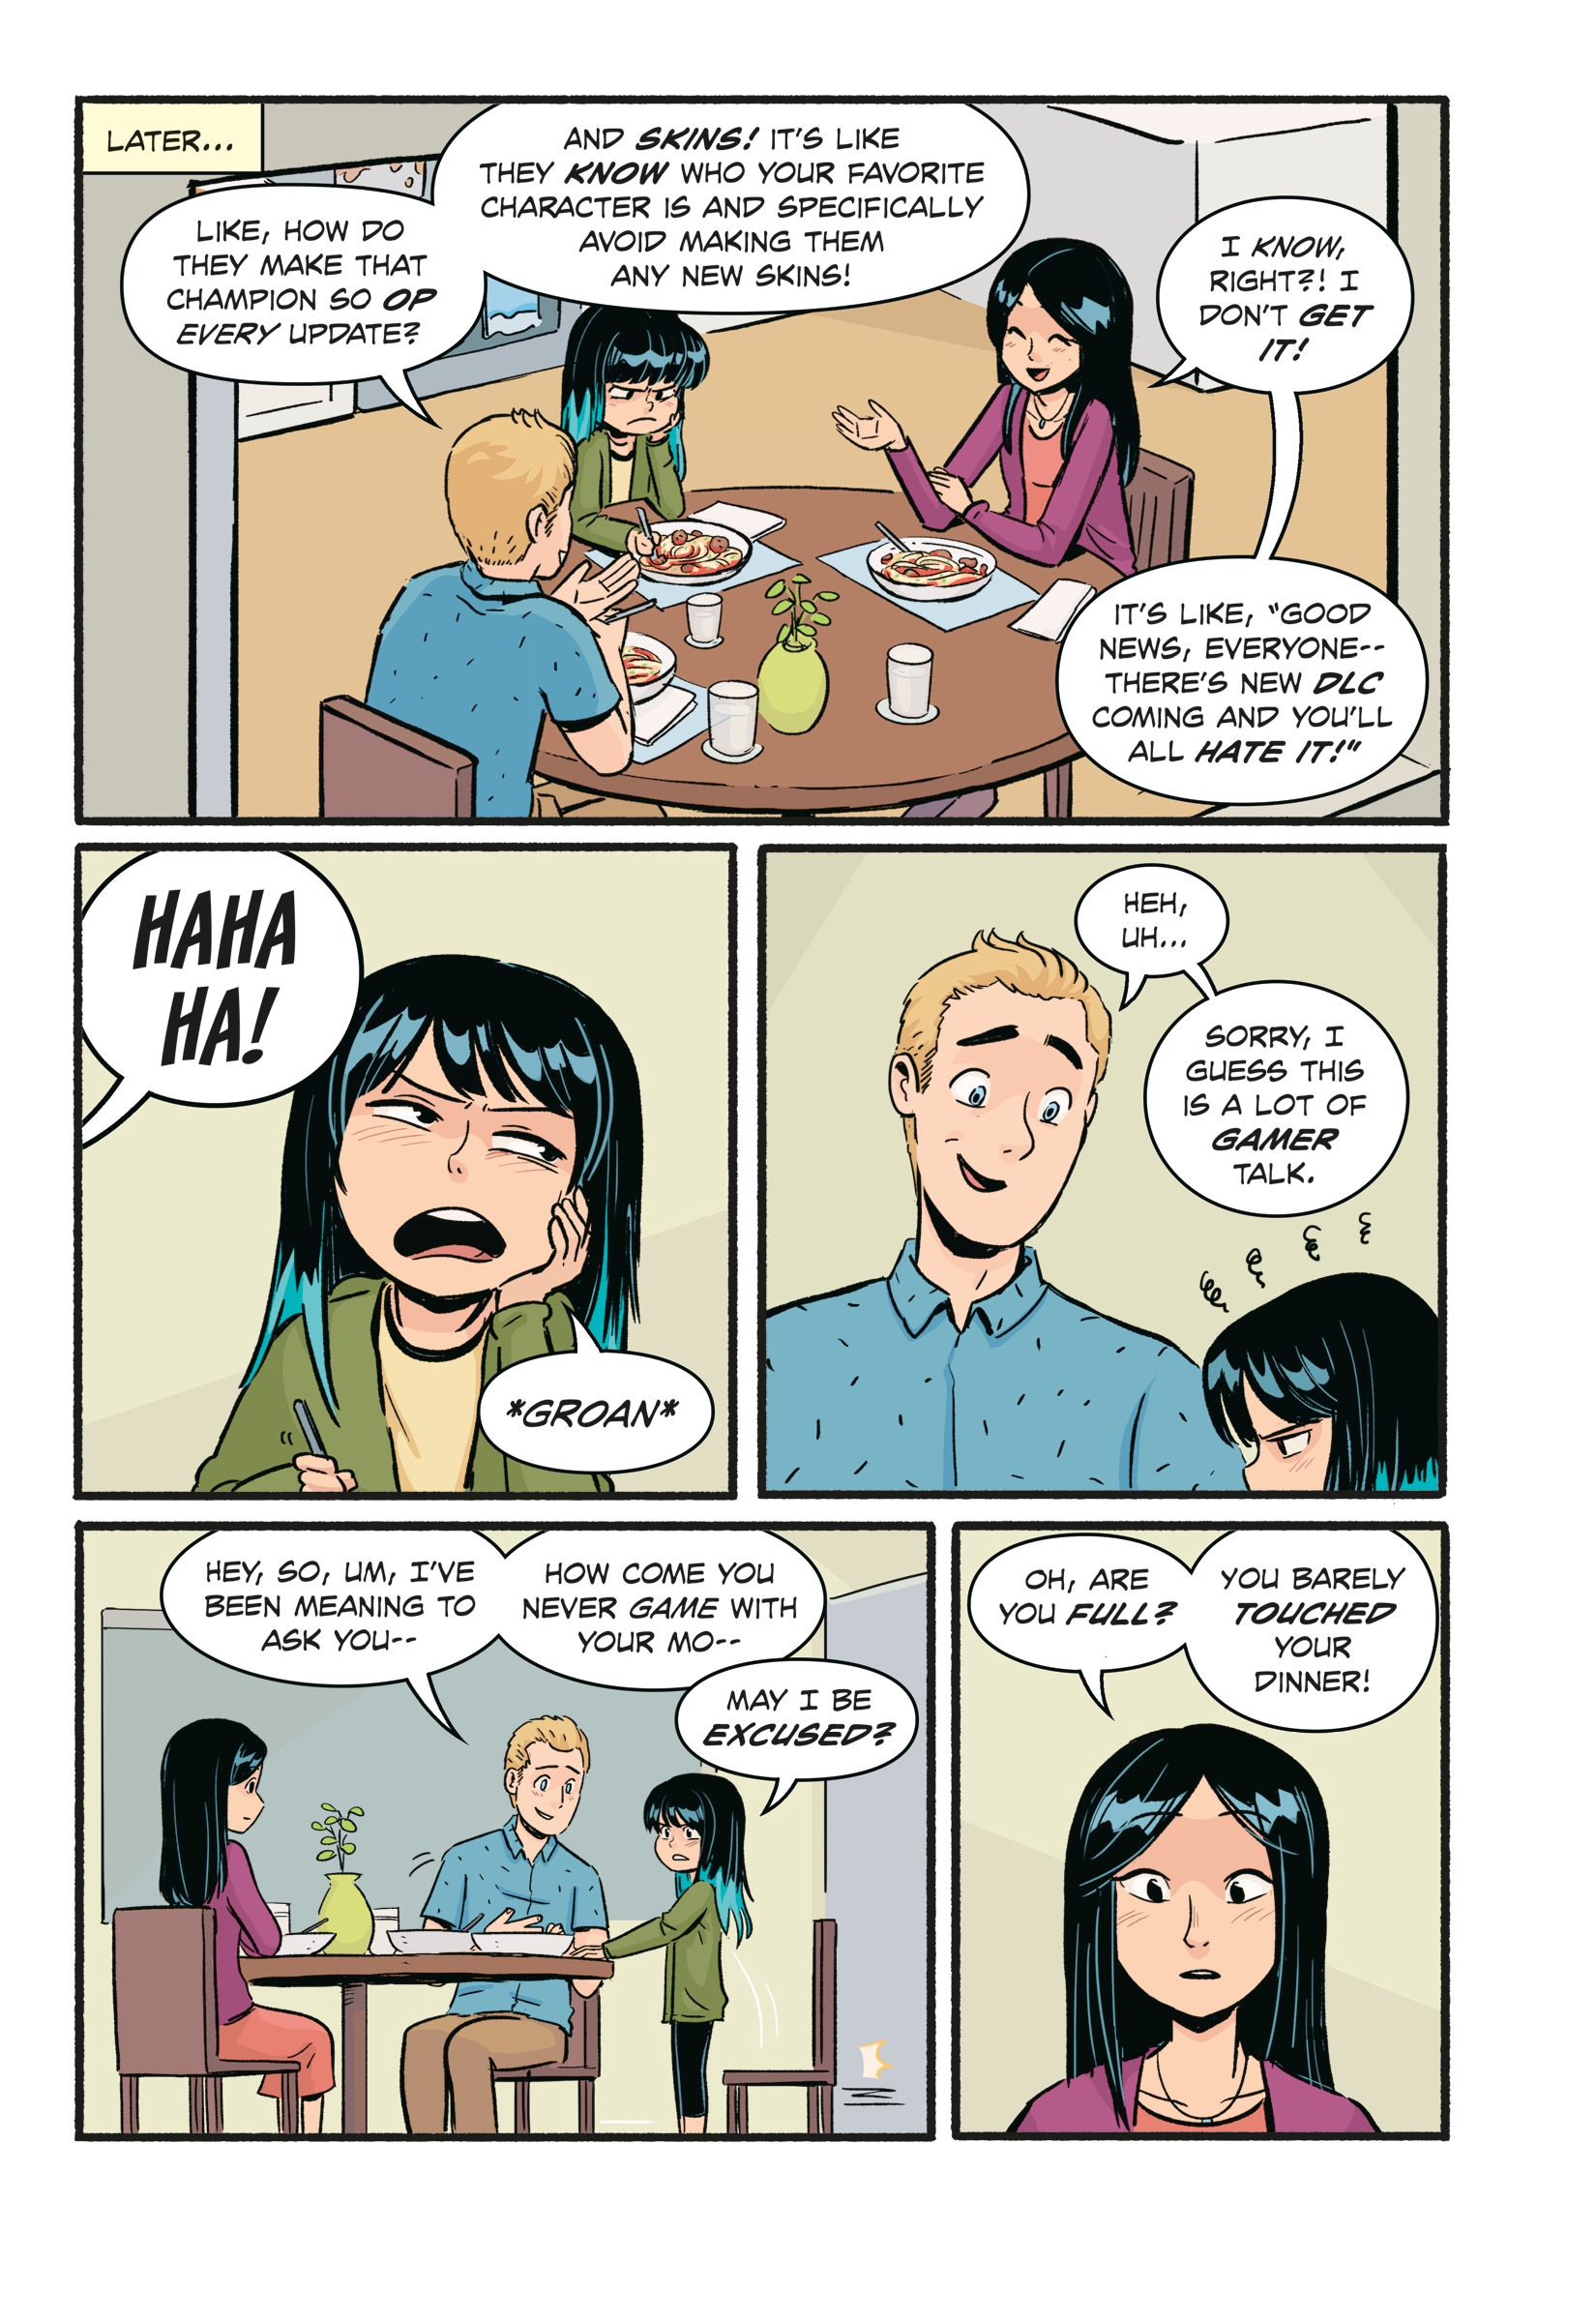 LATER...
LIKE, HOW DO
THEY MAKE THAT
CHAMPION SO OP
EVERY UPDATE?
AND SKINS! IT'S LIKE
THEY KNOW WHO YOUR FAVORITE
CHARACTER IS AND SPECIFICALLY
AVOID MAKING THEM
ANY NEW SKINS!
I KNOW,
RIGHT?! I
DON'T GET
IT!
IT'S LIKE, "GOOD
NEWS, EVERYONE--
THERE'S NEW DLC
COMING AND YOU'LL
ALL HATE IT!"
HAHA
HA!
*GROAN*
HEH,
UH...
SORRY, I
GUESS THIS
IS A LOT OF
GAMER
TALK.
HEY, SO, UM, I'VE
BEEN MEANING TO
ASK YOU--
HOW COME YOU
NEVER GAME WITH
YOUR MO--
MAY I BE
EXCUSED?
OH, ARE
YOU FULL?
YOU BARELY
TOUCHED
YOUR
DINNER!